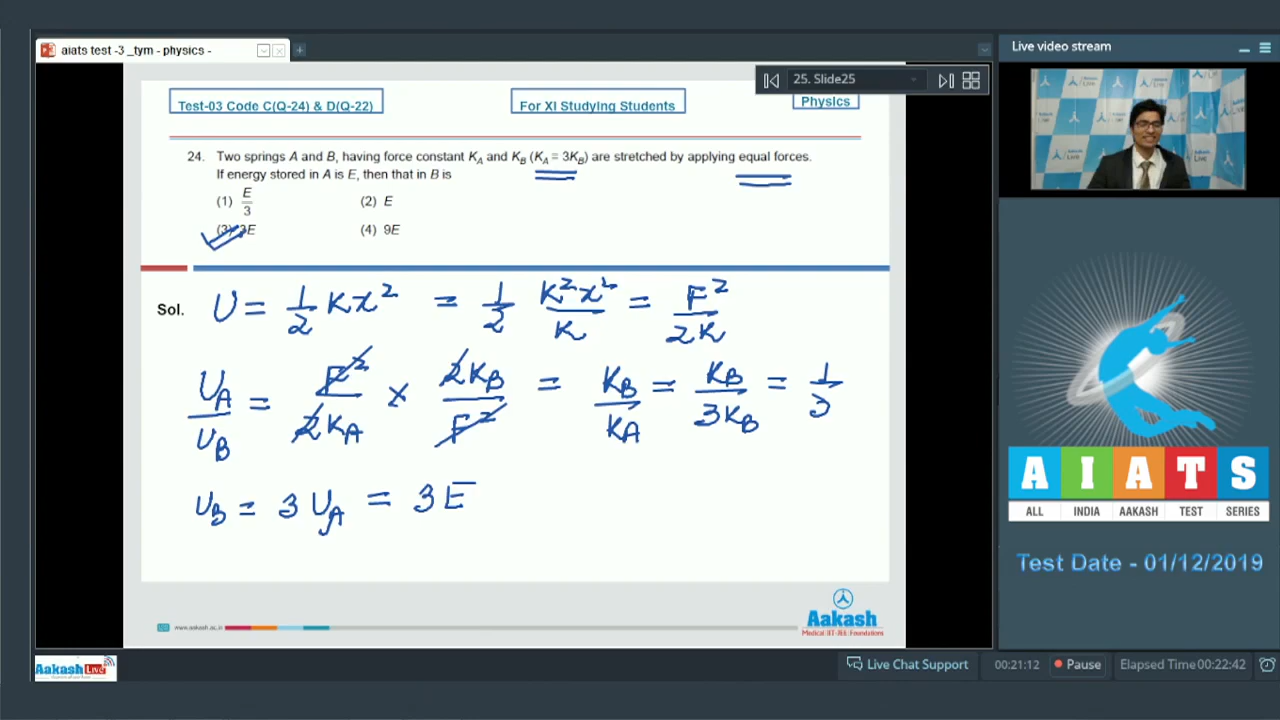 aiats test -3 _tym - physics -
Live video stream
25. Slide25
Test-03 Code C(Q-24) & D(Q-22)
For XI Studying Students
Physics
24. Two springs A and B, having force constant K_A and K_B (K_A = 3K_B) are stretched by applying equal forces.
If energy stored in A is E, then that in B is
(1) E/3 (2) E
(3) 3E (4) 9E
Sol. U = 1/2 Kx² = 1/2 K²x²/K = F²/2K
U_A/U_B = F²/2K_A × 2K_B/F² = K_B/K_A = K_B/3K_B = 1/3
U_B = 3 U_A = 3E
A I A T S
ALL INDIA AAKASH TEST SERIES
Test Date - 01/12/2019
www.aakash.ac.in
Aakash
Medical|IIT-JEE|Foundations
Aakash Live
Live Chat Support
00:21:12
Pause
Elapsed Time 00:22:42